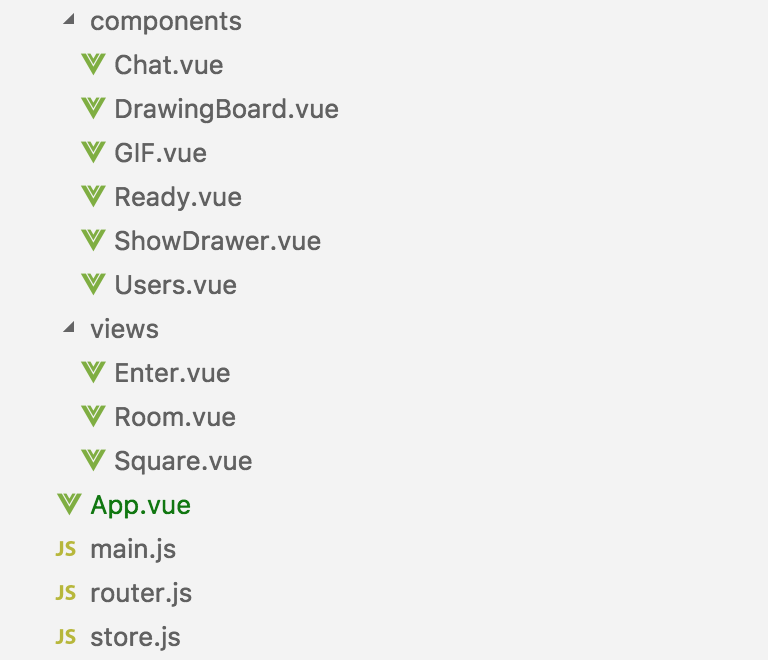 components
Chat.vue
DrawingBoard.vue
GIF.vue
Ready.vue
ShowDrawer.vue
Users.vue
views
Enter.vue
Room.vue
Square.vue
App.vue
JS main.js
JS router.js
JS store.js